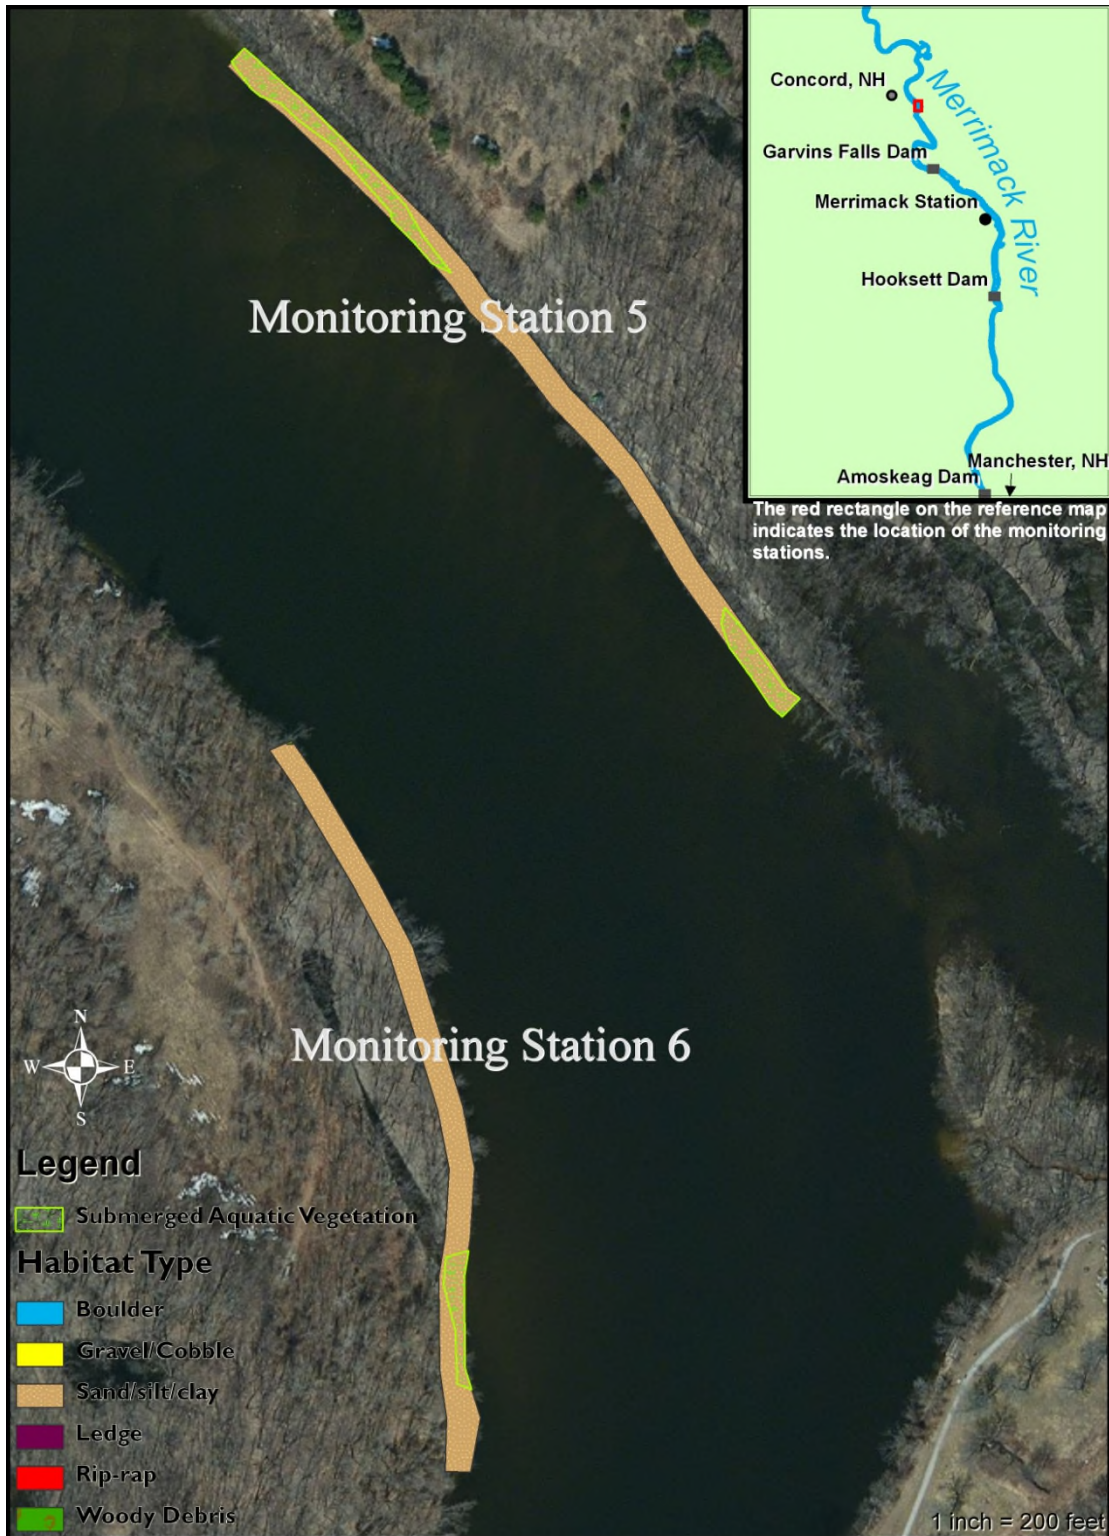 Concord, NH
Merrimack River
Garvins Falls Dam
Merrimack Station
Hooksett Dam
Manchester, NH
Amoskeag Dam
The red rectangle on the reference map
indicates the location of the monitoring
stations.
Monitoring Station 5
Monitoring Station 6
N
W
E
S
Legend
Submerged Aquatic Vegetation
Habitat Type
Boulder
Gravel/Cobble
Sand/silt/clay
Ledge
Rip-rap
Woody Debris
1 inch = 200 feet